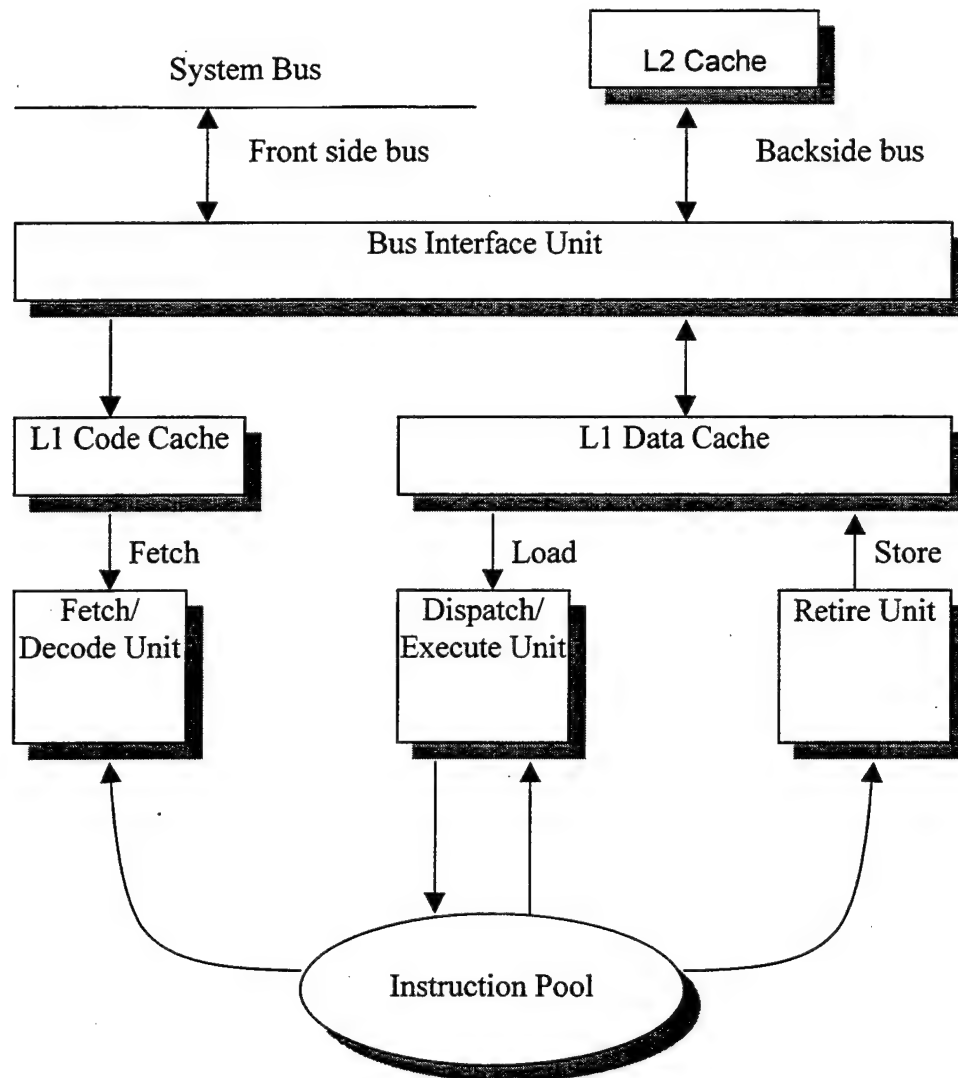 System Bus
L2 Cache
Front side bus
Backside bus
Bus Interface Unit
L1 Code Cache
L1 Data Cache
Fetch
Load
Store
Fetch/
Decode Unit
Dispatch/
Execute Unit
Retire Unit
Instruction Pool